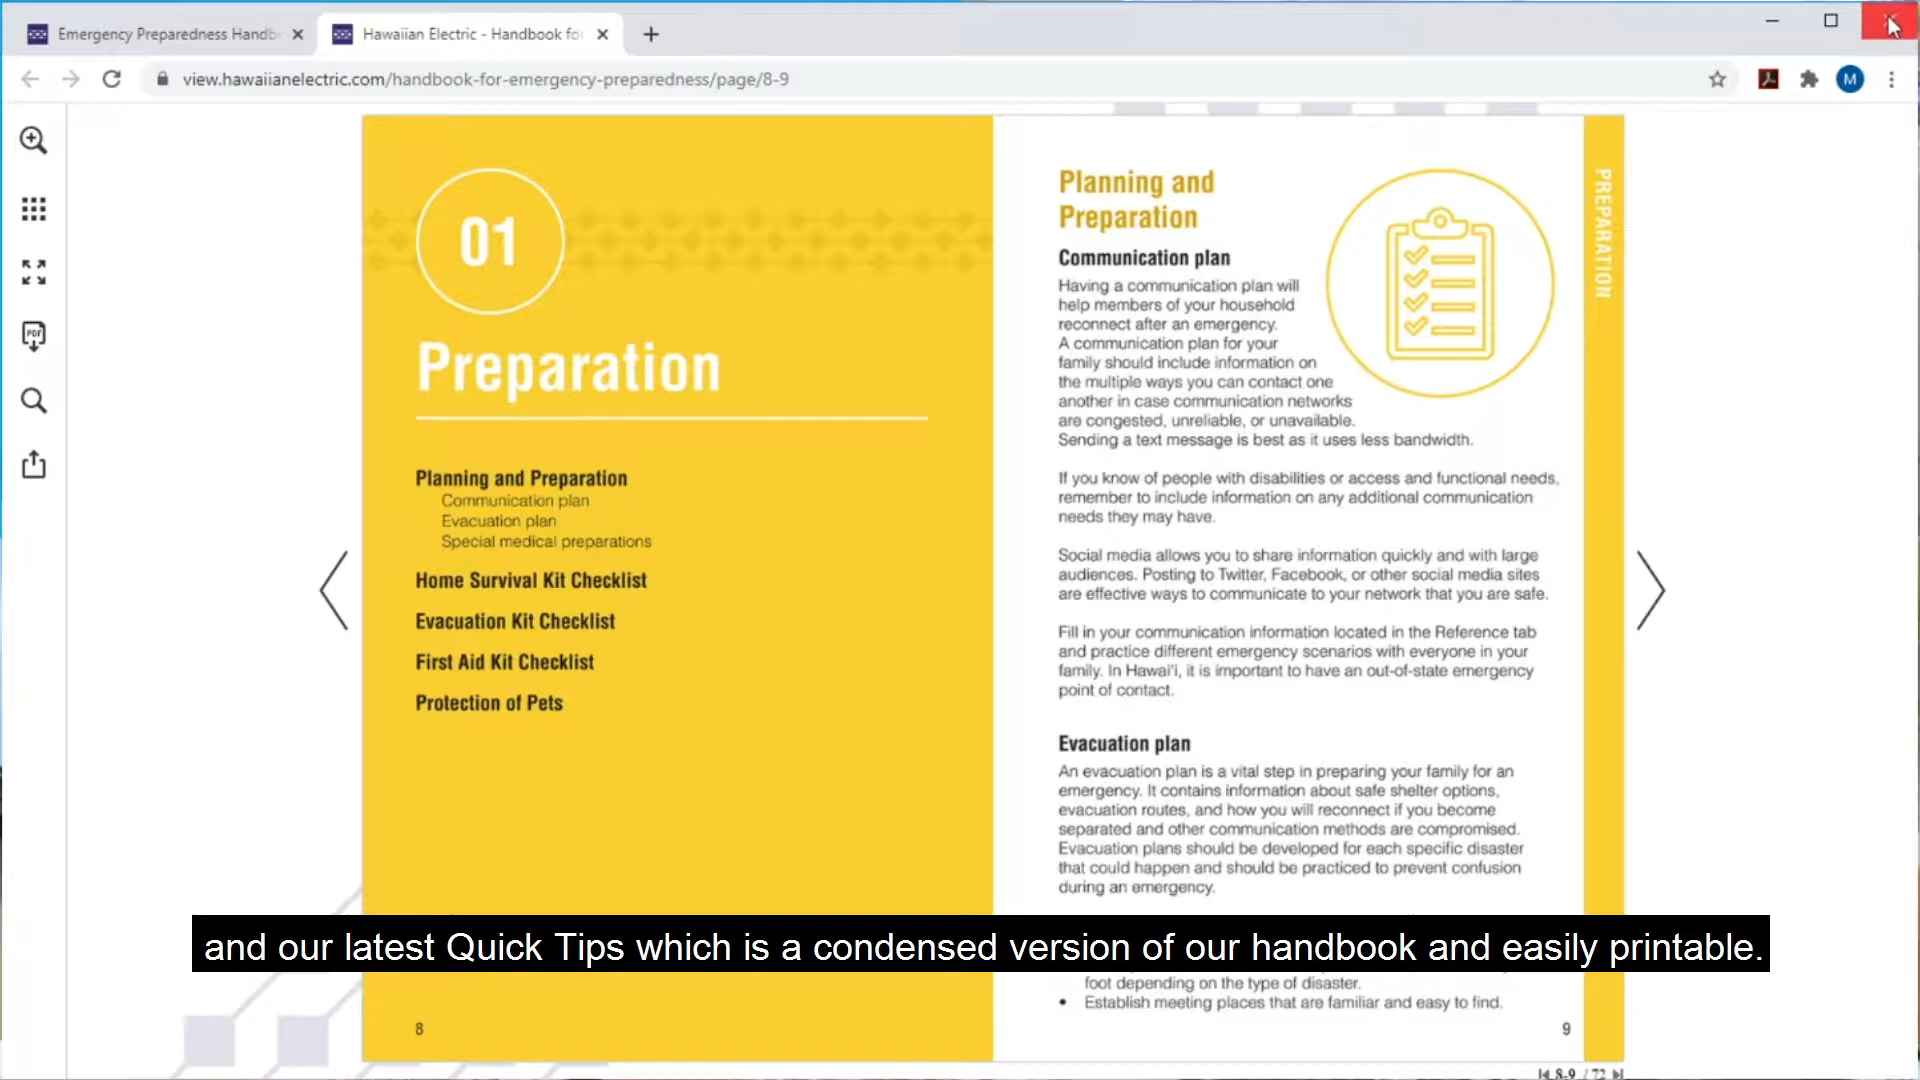 Emergency Preparedness Handb
Hawaiian Electric - Handbook fo
view.hawaiianelectric.com/handbook-for-emergency-preparedness/page/8-9
M
PDF
01
Preparation
Planning and Preparation
Communication plan
Evacuation plan
Special medical preparations
Home Survival Kit Checklist
Evacuation Kit Checklist
First Aid Kit Checklist
Protection of Pets
8
Planning and
Preparation
Communication plan
Having a communication plan will
help members of your household
reconnect after an emergency.
A communication plan for your
family should include information on
the multiple ways you can contact one
another in case communication networks
are congested, unreliable, or unavailable.
Sending a text message is best as it uses less bandwidth.
If you know of people with disabilities or access and functional needs,
remember to include information on any additional communication
needs they may have.
Social media allows you to share information quickly and with large
audiences. Posting to Twitter, Facebook, or other social media sites
are effective ways to communicate to your network that you are safe.
Fill in your communication information located in the Reference tab
and practice different emergency scenarios with everyone in your
family. In Hawai'i, it is important to have an out-of-state emergency
point of contact.
Evacuation plan
An evacuation plan is a vital step in preparing your family for an
emergency. It contains information about safe shelter options,
evacuation routes, and how you will reconnect if you become
separated and other communication methods are compromised.
Evacuation plans should be developed for each specific disaster
that could happen and should be practiced to prevent confusion
during an emergency.
foot depending on the type of disaster.
• Establish meeting places that are familiar and easy to find.
9
PREPARATION
8-9 / 72
and our latest Quick Tips which is a condensed version of our handbook and easily printable.